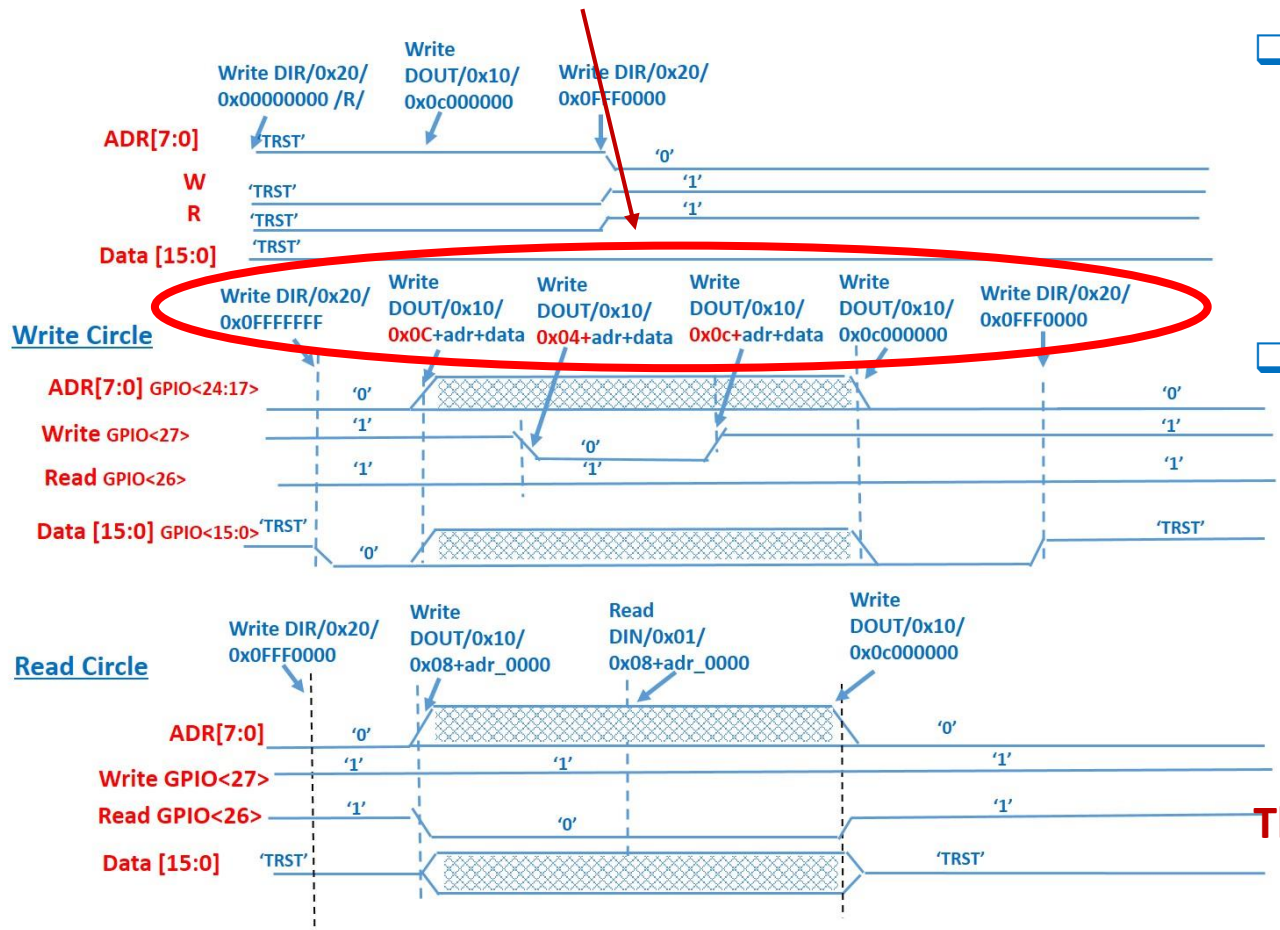 Write DIR/0x20/
0x00000000 /R/
Write
DOUT/0x10/
0x0c000000
Write DIR/0x20/
0x0FFF0000
ADR[7:0]
'TRST'
'0'
W
'TRST'
'1'
R
'TRST'
'1'
Data [15:0]
'TRST'
Write Circle
Write DIR/0x20/
0x0FFFFFFF
Write
DOUT/0x10/
0x0C+adr+data
Write
DOUT/0x10/
0x04+adr+data
Write
DOUT/0x10/
0x0c+adr+data
Write
DOUT/0x10/
0x0c000000
Write DIR/0x20/
0x0FFF0000
ADR[7:0] GPIO<24:17>
'0'
'0'
Write GPIO<27>
'1'
'0'
'1'
Read GPIO<26>
'1'
'1'
'1'
Data [15:0] GPIO<15:0>
'TRST'
'0'
'TRST'
Read Circle
Write DIR/0x20/
0x0FFF0000
Write
DOUT/0x10/
0x08+adr_0000
Read
DIN/0x01/
0x08+adr_0000
Write
DOUT/0x10/
0x0c000000
ADR[7:0]
'0'
'0'
Write GPIO<27>
'1'
'1'
'1'
Read GPIO<26>
'1'
'0'
'1'
Data [15:0]
'TRST'
'TRST'